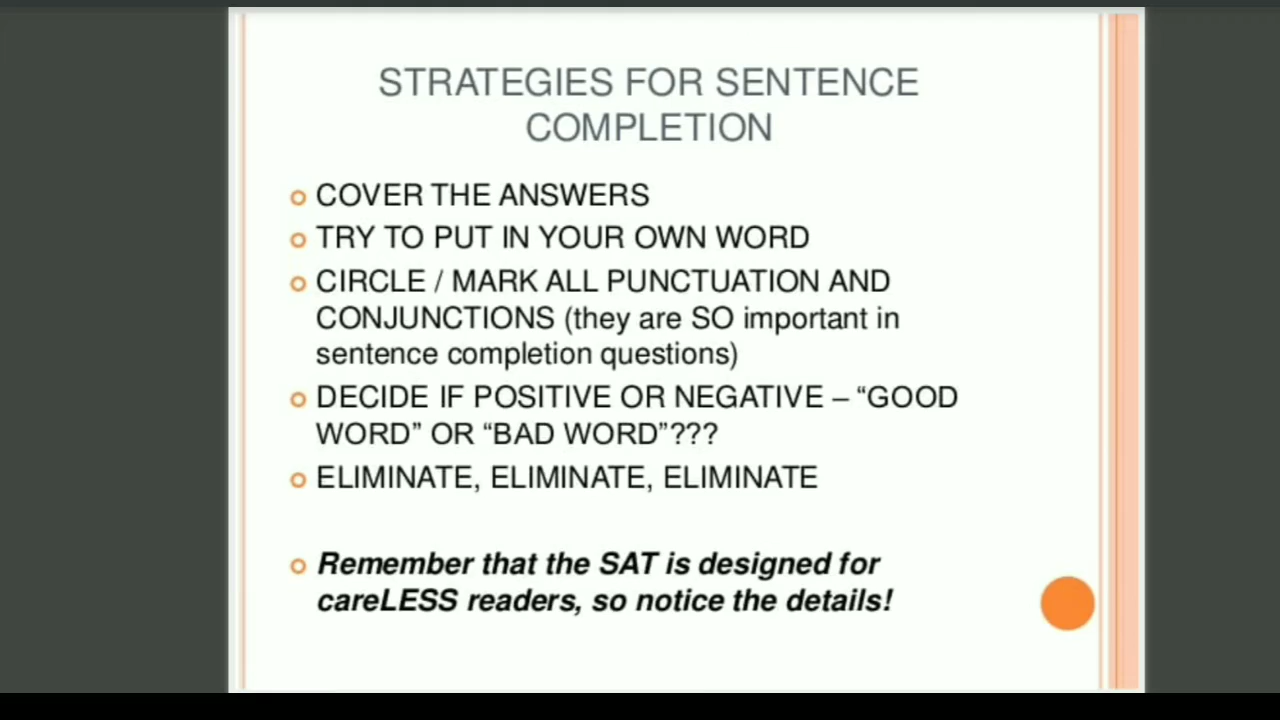 STRATEGIES FOR SENTENCE
COMPLETION
COVER THE ANSWERS
TRY TO PUT IN YOUR OWN WORD
CIRCLE / MARK ALL PUNCTUATION AND
CONJUNCTIONS (they are SO important in
sentence completion questions)
DECIDE IF POSITIVE OR NEGATIVE – “GOOD
WORD” OR “BAD WORD”???
ELIMINATE, ELIMINATE, ELIMINATE
Remember that the SAT is designed for
careLESS readers, so notice the details!